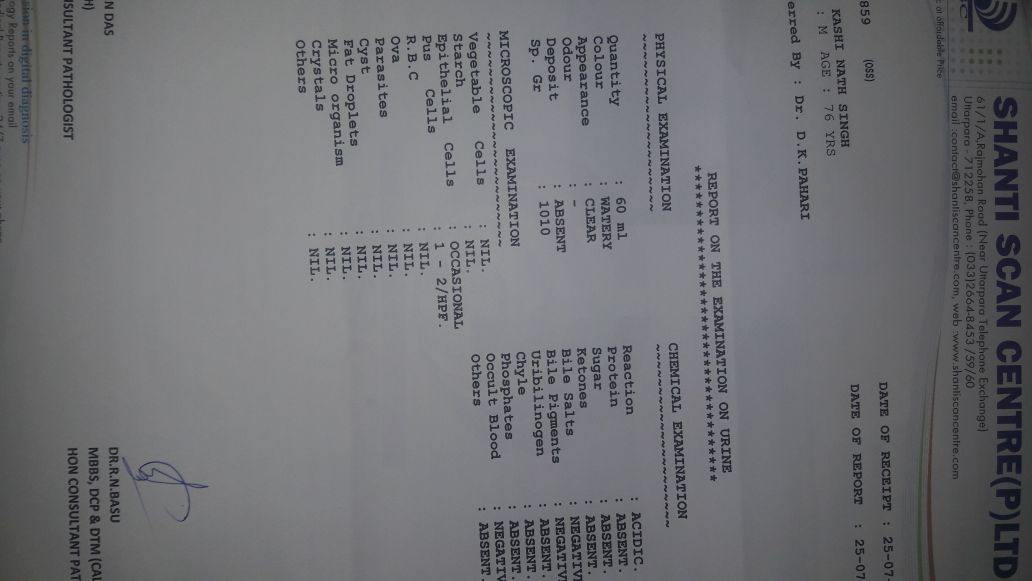 SHANTI SCAN CENTRE(P)LTD
61/1/A,Rajmohan Road (Near Uttarpara Telephone Exchange)
Uttarpara - 712258, Phone : (033)2664-8453 /59/60
email :contact@shantiscancentre.com, web :www.shantiscancentre.com
at affordable Price
859 (OSS) DATE OF RECEIPT : 25-07-
KASHI NATH SINGH DATE OF REPORT : 25-07
: M AGE : 76 YRS
erred By : Dr. D.K.PAHARI
REPORT ON THE EXAMINATION ON URINE
PHYSICAL EXAMINATION CHEMICAL EXAMINATION
Quantity : 60 ml Reaction : ACIDIC.
Colour : WATERY Protein : ABSENT.
Appearance : CLEAR Sugar : ABSENT.
Odour : - Ketones : ABSENT.
Deposit : ABSENT Bile Salts : NEGATIV
Sp. Gr : 1010 Bile Pigments : NEGATIV
Uribilinogen : ABSENT.
MICROSCOPIC EXAMINATION Chyle : ABSENT.
Phosphates : ABSENT.
Vegetable Cells : NIL. Occult Blood : NEGATIV
Starch : NIL. Others : ABSENT.
Epithelial Cells : OCCASIONAL
Pus Cells : 1 - 2/HPF.
R.B.C : NIL.
Ova : NIL.
Parasites : NIL.
Cyst : NIL.
Fat Droplets : NIL.
Micro organism : NIL.
Crystals : NIL.
Others : NIL.
N DAS DR.R.N.BASU
H) MBBS, DCP & DTM (CAL
SULTANT PATHOLOGIST HON CONSULTANT PAT
sion in digital diagnosis
ogy Reports on your email